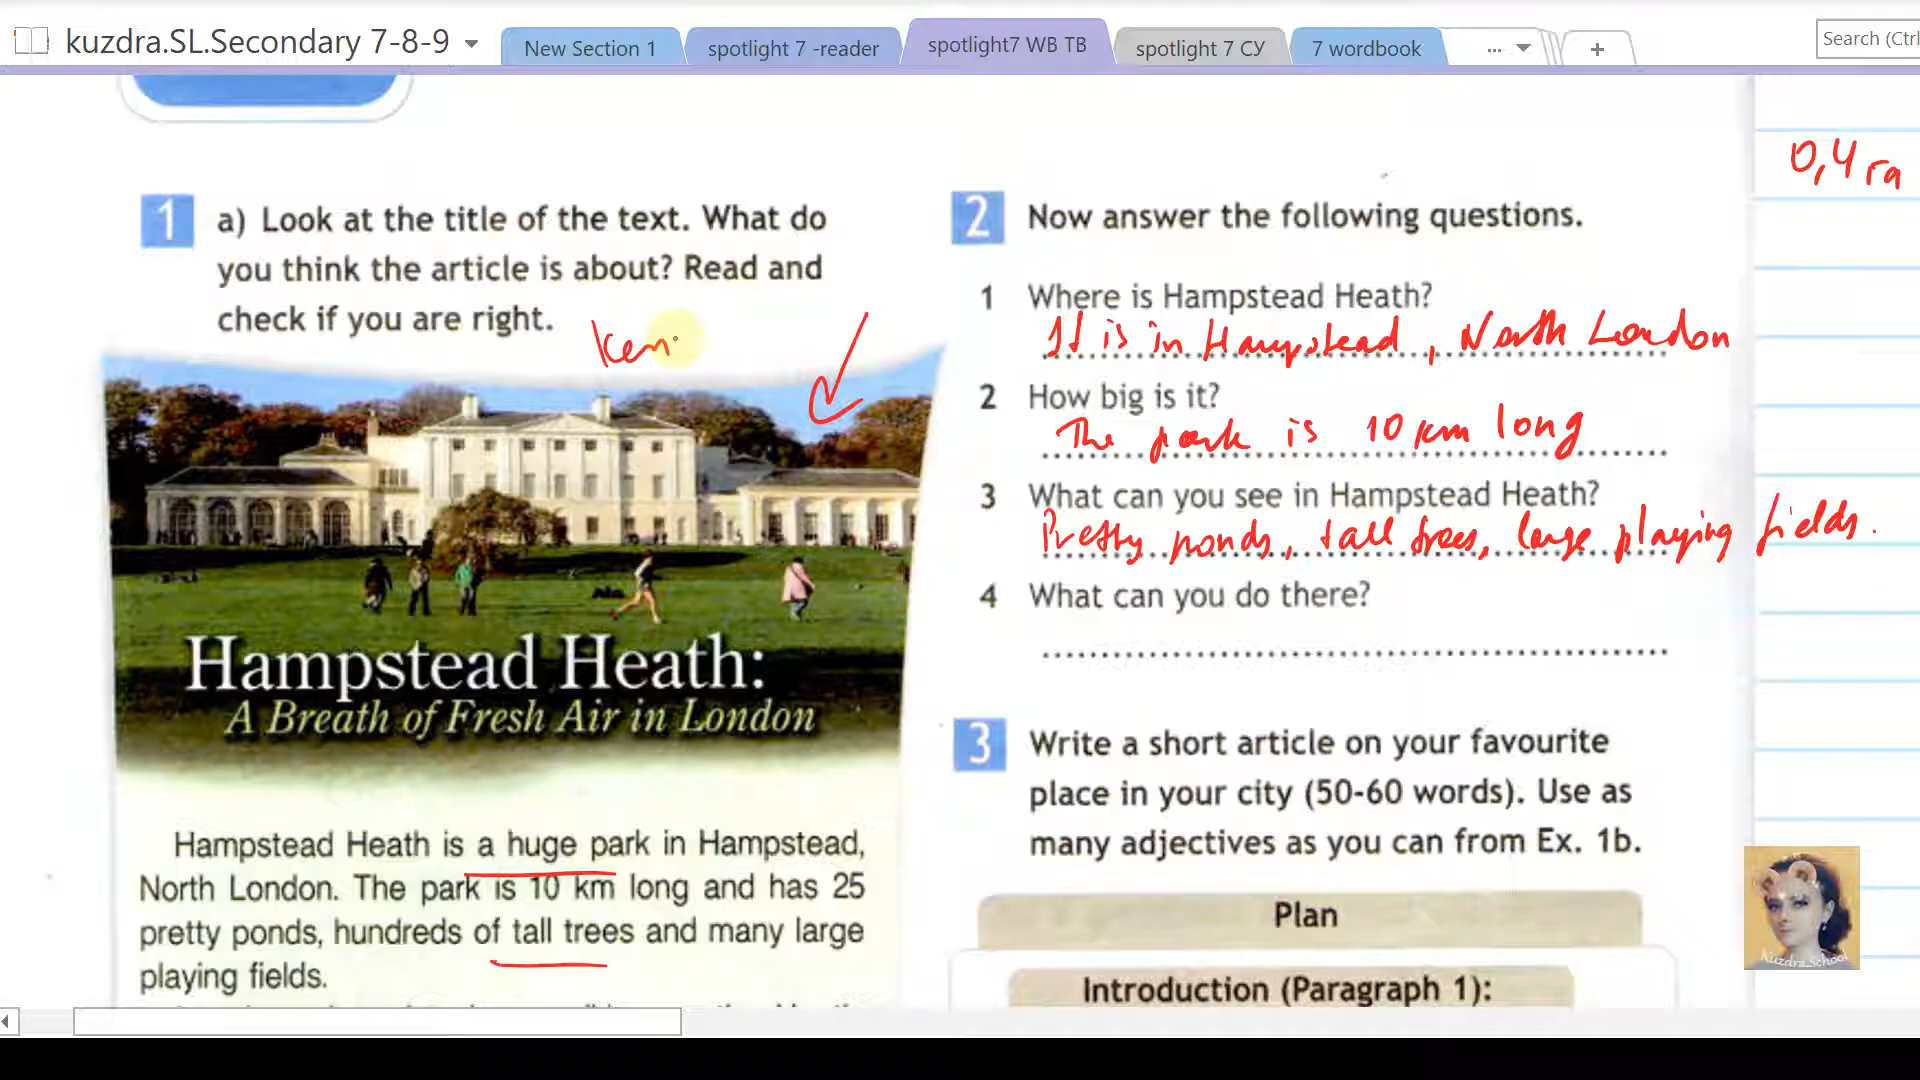 kuzdra.SL.Secondary 7-8-9
New Section 1
spotlight 7 -reader
spotlight7 WB TB
spotlight 7 СУ
7 wordbook
...
+
Search (Ctrl
0,4 га
1 a) Look at the title of the text. What do
you think the article is about? Read and
check if you are right.
Ken
Hampstead Heath:
A Breath of Fresh Air in London
Hampstead Heath is a huge park in Hampstead,
North London. The park is 10 km long and has 25
pretty ponds, hundreds of tall trees and many large
playing fields.
2 Now answer the following questions.
1 Where is Hampstead Heath?
It is in Hampstead, North London
2 How big is it?
The park is 10 km long
3 What can you see in Hampstead Heath?
Pretty ponds, tall trees, large playing fields.
4 What can you do there?
3 Write a short article on your favourite
place in your city (50-60 words). Use as
many adjectives as you can from Ex. 1b.
Plan
Introduction (Paragraph 1):
Kuzdra_School